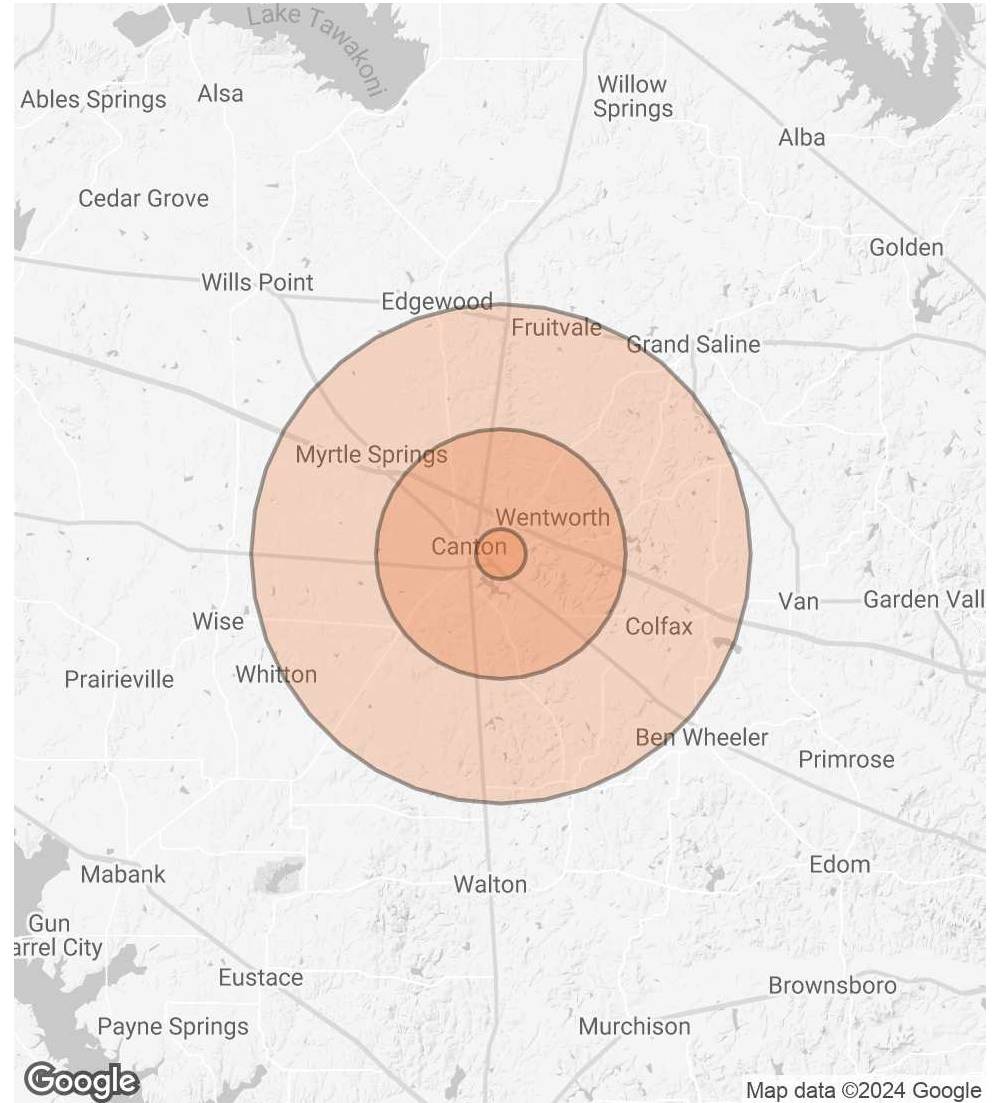 Lake Tawakoni
Ables Springs
Alsa
Willow
Springs
Alba
Cedar Grove
Golden
Wills Point
Edgewood
Fruitvale
Grand Saline
Myrtle Springs
Wentworth
Canton
Van
Garden Vall
Wise
Colfax
Whitton
Prairieville
Ben Wheeler
Primrose
Mabank
Edom
Walton
Gun
arrel City
Eustace
Brownsboro
Payne Springs
Murchison
Google
Map data ©2024 Google